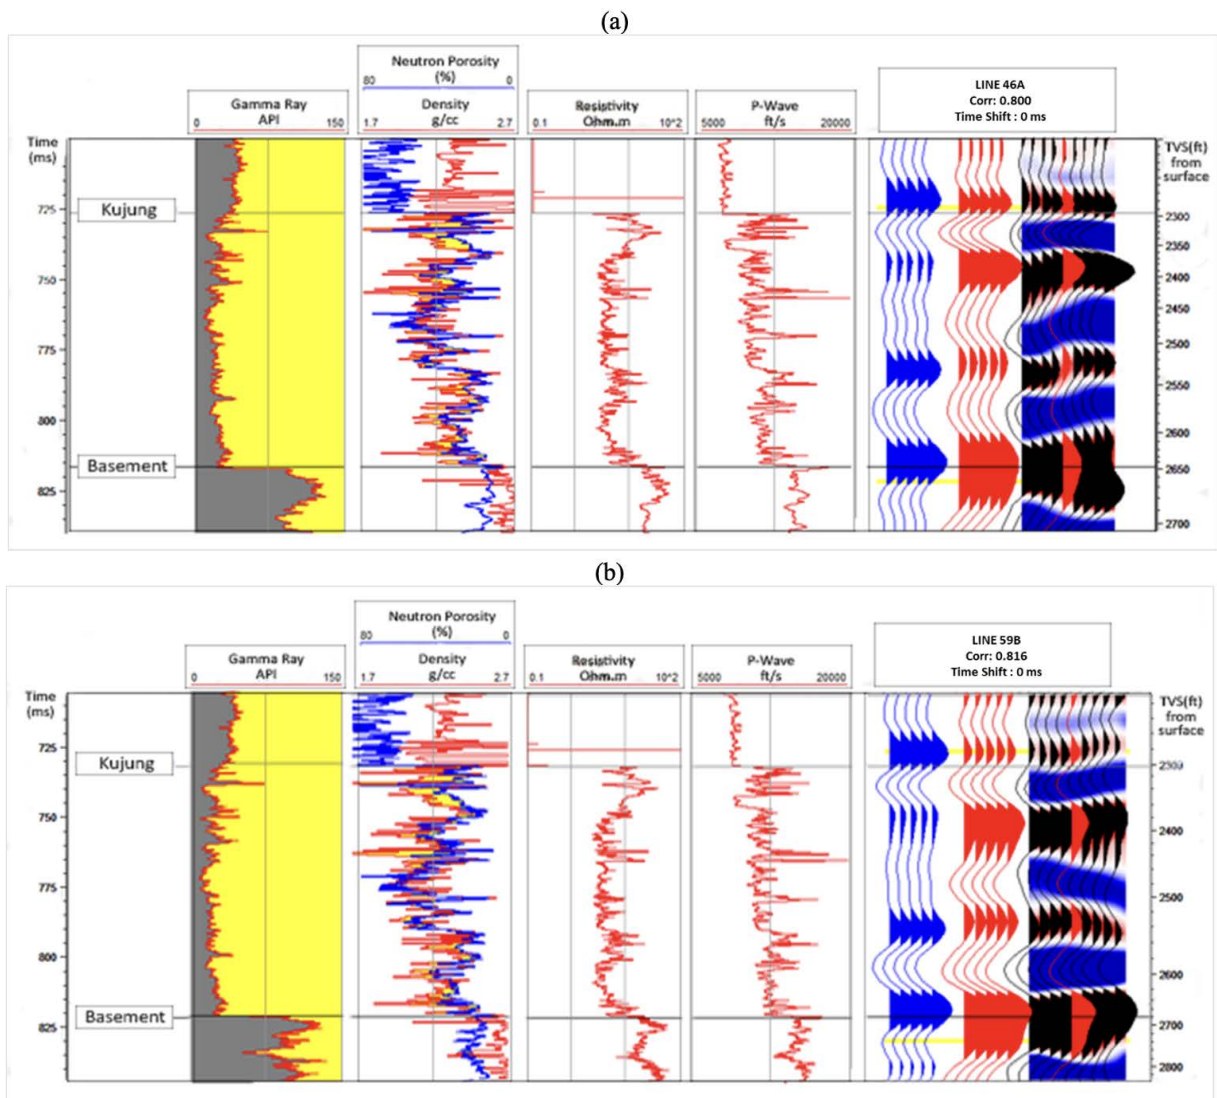 (a)
Neutron Porosity
(%)
80 0
Gamma Ray
API
0 150
Density
g/cc
1.7 2.7
Resistivity
Ohm.m
0.1 10^2
P-Wave
ft/s
5000 20000
LINE 46A
Corr: 0.800
Time Shift : 0 ms
Time
(ms)
TVS(ft)
from
surface
Kujung
725
2300
2350
750
2400
2450
775
2500
2550
800
2600
Basement
2650
825
2700
(b)
Neutron Porosity
(%)
80 0
Gamma Ray
API
0 150
Density
g/cc
1.7 2.7
Resistivity
Ohm.m
0.1 10^2
P-Wave
ft/s
5000 20000
LINE 59B
Corr: 0.816
Time Shift : 0 ms
Time
(ms)
TVS(ft)
from
surface
725
Kujung
2300
750
2400
775
2500
800
2600
Basement
825
2700
2800